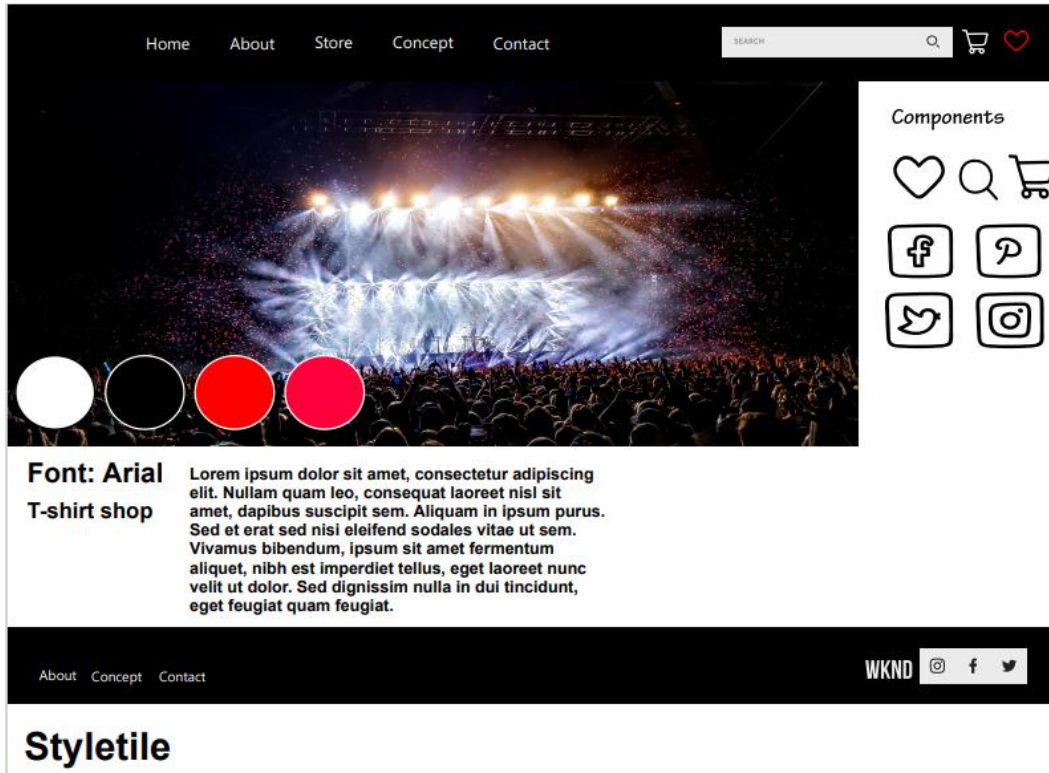 Home About Store Concept Contact SEARCH
Components
Font: Arial
T-shirt shop
Lorem ipsum dolor sit amet, consectetur adipiscing
elit. Nullam quam leo, consequat laoreet nisl sit
amet, dapibus suscipit sem. Aliquam in ipsum purus.
Sed et erat sed nisi eleifend sodales vitae ut sem.
Vivamus bibendum, ipsum sit amet fermentum
aliquet, nibh est imperdiet tellus, eget laoreet nunc
velit ut dolor. Sed dignissim nulla in dui tincidunt,
eget feugiat quam feugiat.
About Concept Contact WKND
Styletile